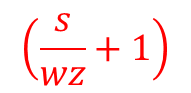 (s/wz + 1)